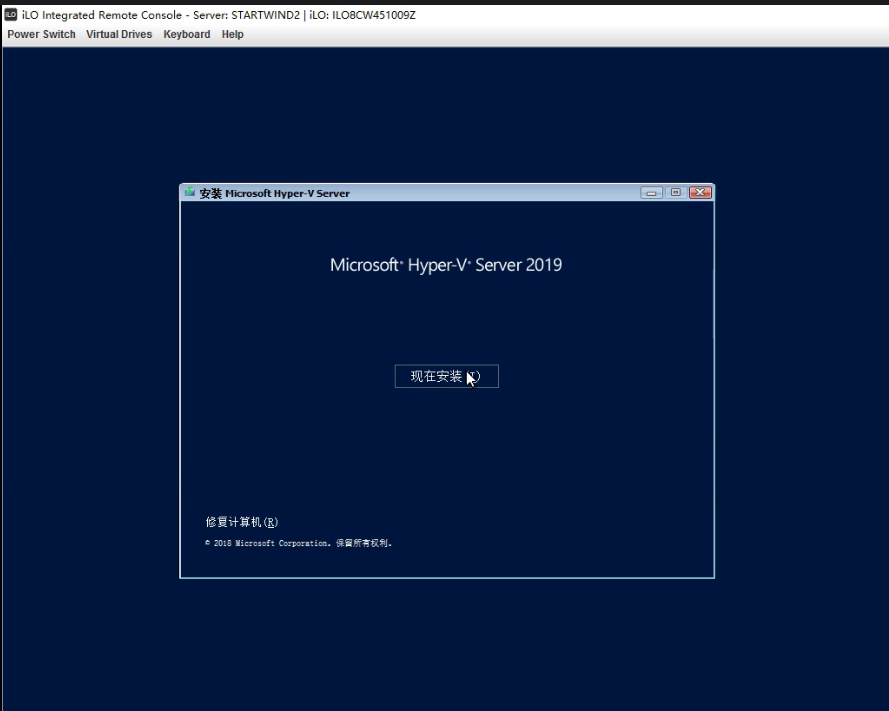 iLO Integrated Remote Console - Server: STARTWIND2 | iLO: ILO8CW451009Z
Power Switch Virtual Drives Keyboard Help
安装 Microsoft Hyper-V Server
Microsoft® Hyper-V® Server 2019
现在安装
修复计算机(R)
© 2018 Microsoft Corporation。保留所有权利。